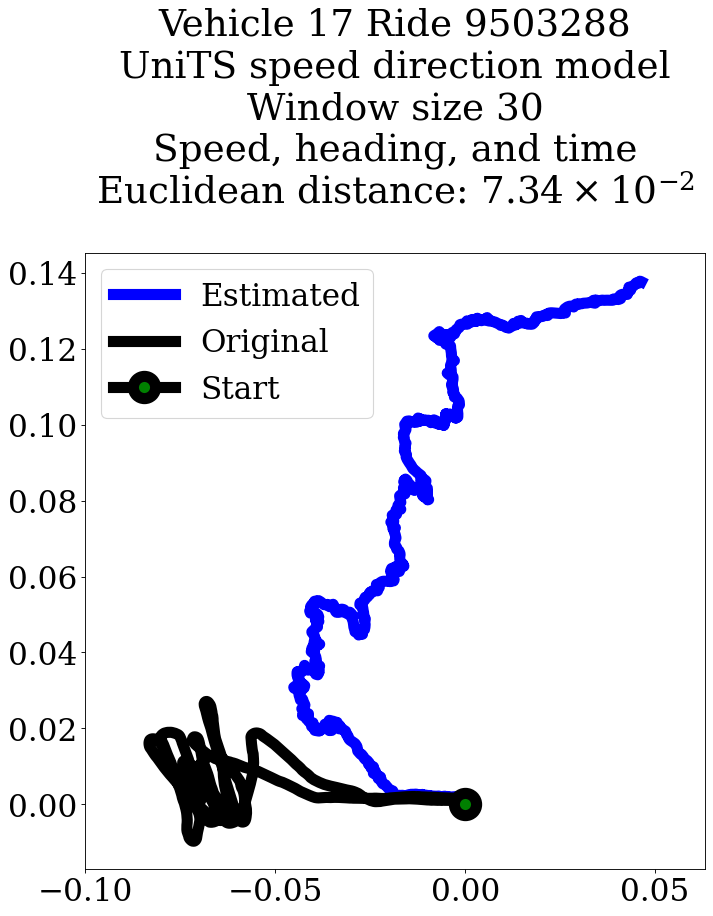 Vehicle 17 Ride 9503288
UniTS speed direction model
Window size 30
Speed, heading, and time
Euclidean distance: 7.34 × 10⁻²
Estimated
Original
Start
0.14
0.12
0.10
0.08
0.06
0.04
0.02
0.00
−0.10
−0.05
0.00
0.05